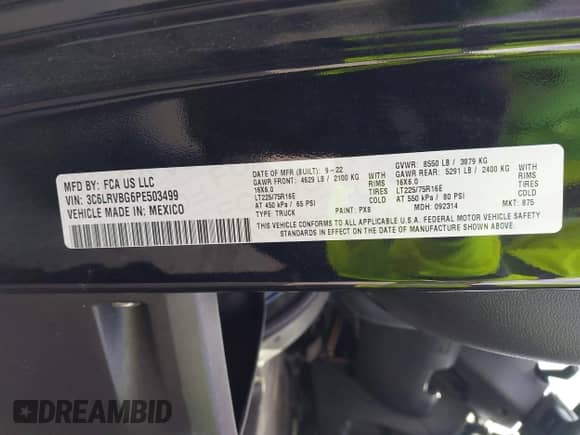 MFD BY: FCA US LLC
VIN: 3C6LRVBG6PE503499
VEHICLE MADE IN: MEXICO
DATE OF MFR (BUILT): 9-22
GVWR: 8550 LB / 3879 KG
GAWR FRONT: 4629 LB / 2100 KG WITH
GAWR REAR: 5291 LB / 2400 KG WITH
16X6.0 RIMS
16X6.0 RIMS
LT225/75R16E TIRES
LT225/75R16E TIRES
AT 450 kPa / 65 PSI COLD
AT 550 kPa / 80 PSI COLD
TYPE: TRUCK PAINT: PX8 MDH: 092314 MKT: 875
THIS VEHICLE CONFORMS TO ALL APPLICABLE U.S.A. FEDERAL MOTOR VEHICLE SAFETY
STANDARDS IN EFFECT ON THE DATE OF MANUFACTURE SHOWN ABOVE.
DREAMBID